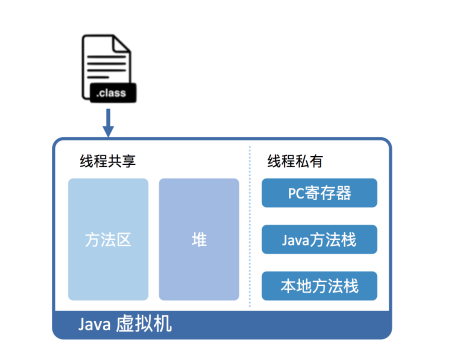 .class
线程共享
线程私有
方法区
堆
PC寄存器
Java方法栈
本地方法栈
Java 虚拟机